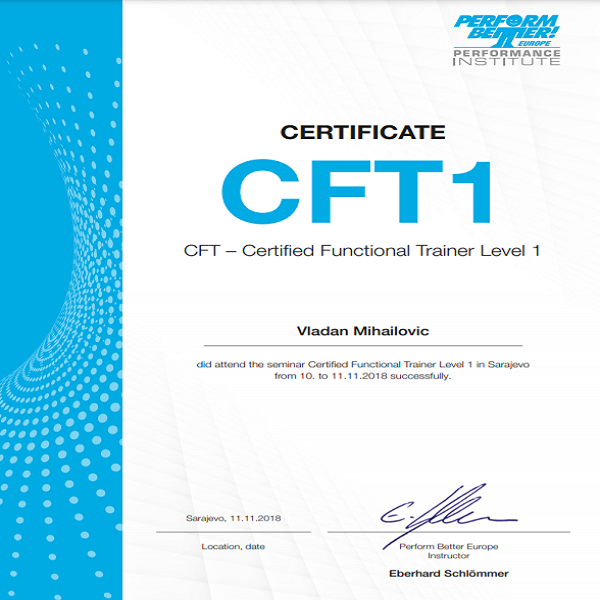 PERFORM
BETTER!
EUROPE
PERFORMANCE
INSTITUTE
CERTIFICATE
CFT1
CFT – Certified Functional Trainer Level 1
Vladan Mihailovic
did attend the seminar Certified Functional Trainer Level 1 in Sarajevo
from 10. to 11.11.2018 successfully.
Sarajevo, 11.11.2018
Location, date
Perform Better Europe
Instructor
Eberhard Schlömmer